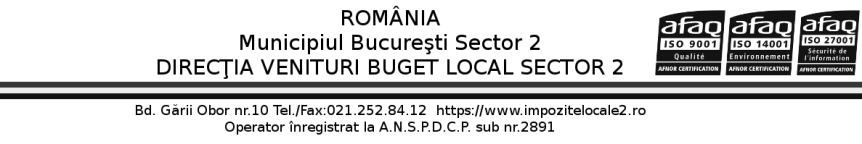 ROMÂNIA
Municipiul Bucureşti Sector 2
DIRECŢIA VENITURI BUGET LOCAL SECTOR 2
afaq
ISO 9001
Qualité
AFNOR CERTIFICATION
afaq
ISO 14001
Environnement
AFNOR CERTIFICATION
afaq
ISO 27001
Sécurité de
l'information
AFNOR CERTIFICATION
Bd. Gării Obor nr.10 Tel./Fax:021.252.84.12 https://www.impozitelocale2.ro
Operator înregistrat la A.N.S.P.D.C.P. sub nr.2891